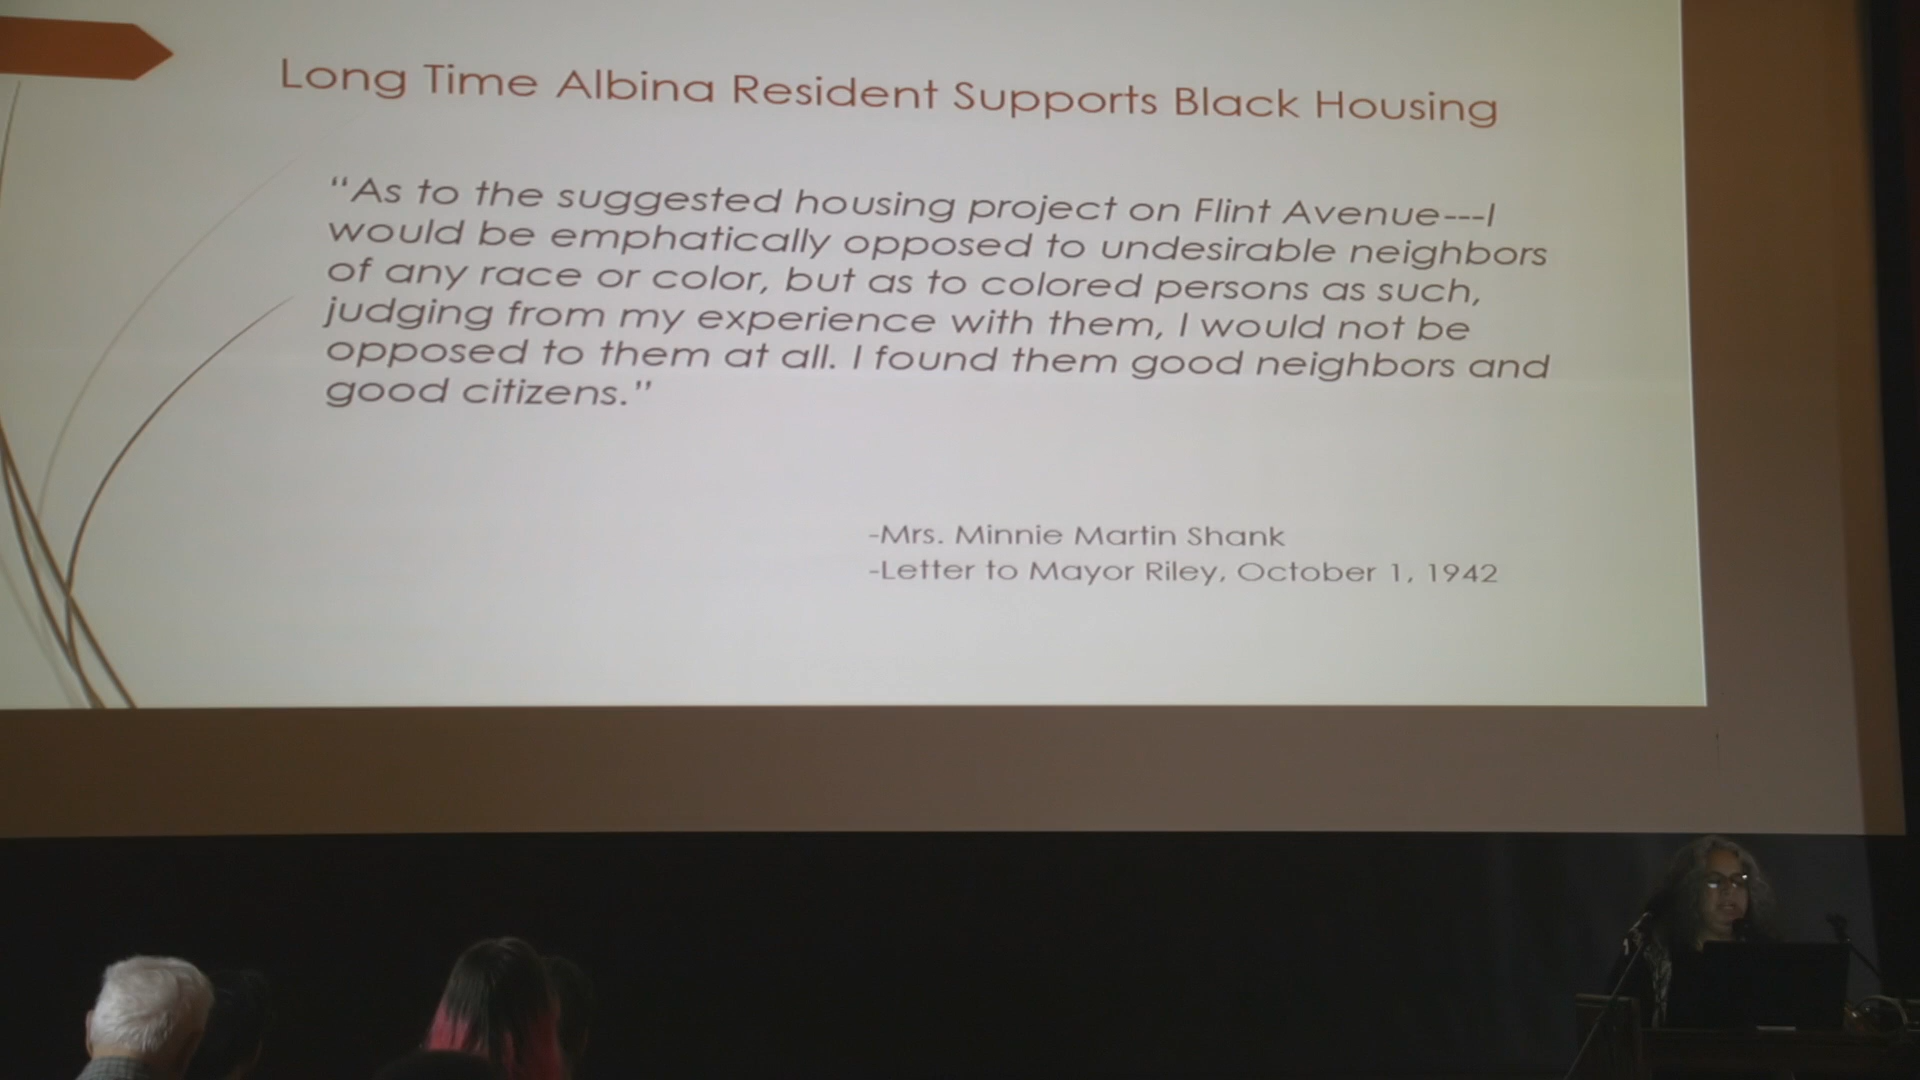 Long Time Albina Resident Supports Black Housing
“As to the suggested housing project on Flint Avenue---I
would be emphatically opposed to undesirable neighbors
of any race or color, but as to colored persons as such,
judging from my experience with them, I would not be
opposed to them at all. I found them good neighbors and
good citizens.”
-Mrs. Minnie Martin Shank
-Letter to Mayor Riley, October 1, 1942